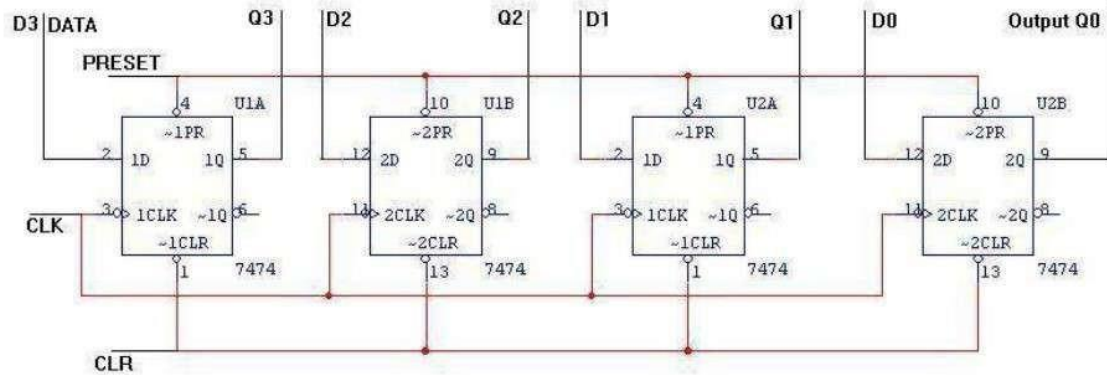 D3 DATA Q3 D2 Q2 D1 Q1 D0 Output Q0
PRESET
4 U1A 10 U1B 4 U2A 10 U2B
~1PR ~2PR ~1PR ~2PR
2 1D 1Q 5 12 2D 2Q 9 2 1D 1Q 5 12 2D 2Q 9
CLK
3 1CLK ~1Q 6 11 2CLK ~2Q 8 3 1CLK ~1Q 6 11 2CLK ~2Q 8
~1CLR ~2CLR ~1CLR ~2CLR
1 7474 13 7474 1 7474 13 7474
CLR